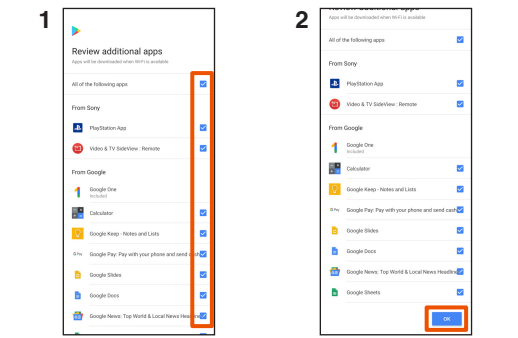 1
Review additional apps
Apps will be downloaded when Wi-Fi is available
All of the following apps
From Sony
PlayStation App
Video & TV SideView : Remote
From Google
Google One
Included
Calculator
Google Keep - Notes and Lists
G Pay
Google Pay: Pay with your phone and send cash
Google Slides
Google Docs
Google News: Top World & Local News Headline
2
Review additional apps
Apps will be downloaded when Wi-Fi is available
All of the following apps
From Sony
PlayStation App
Video & TV SideView : Remote
From Google
Google One
Included
Calculator
Google Keep - Notes and Lists
G Pay
Google Pay: Pay with your phone and send cash
Google Slides
Google Docs
Google News: Top World & Local News Headline
Google Sheets
OK